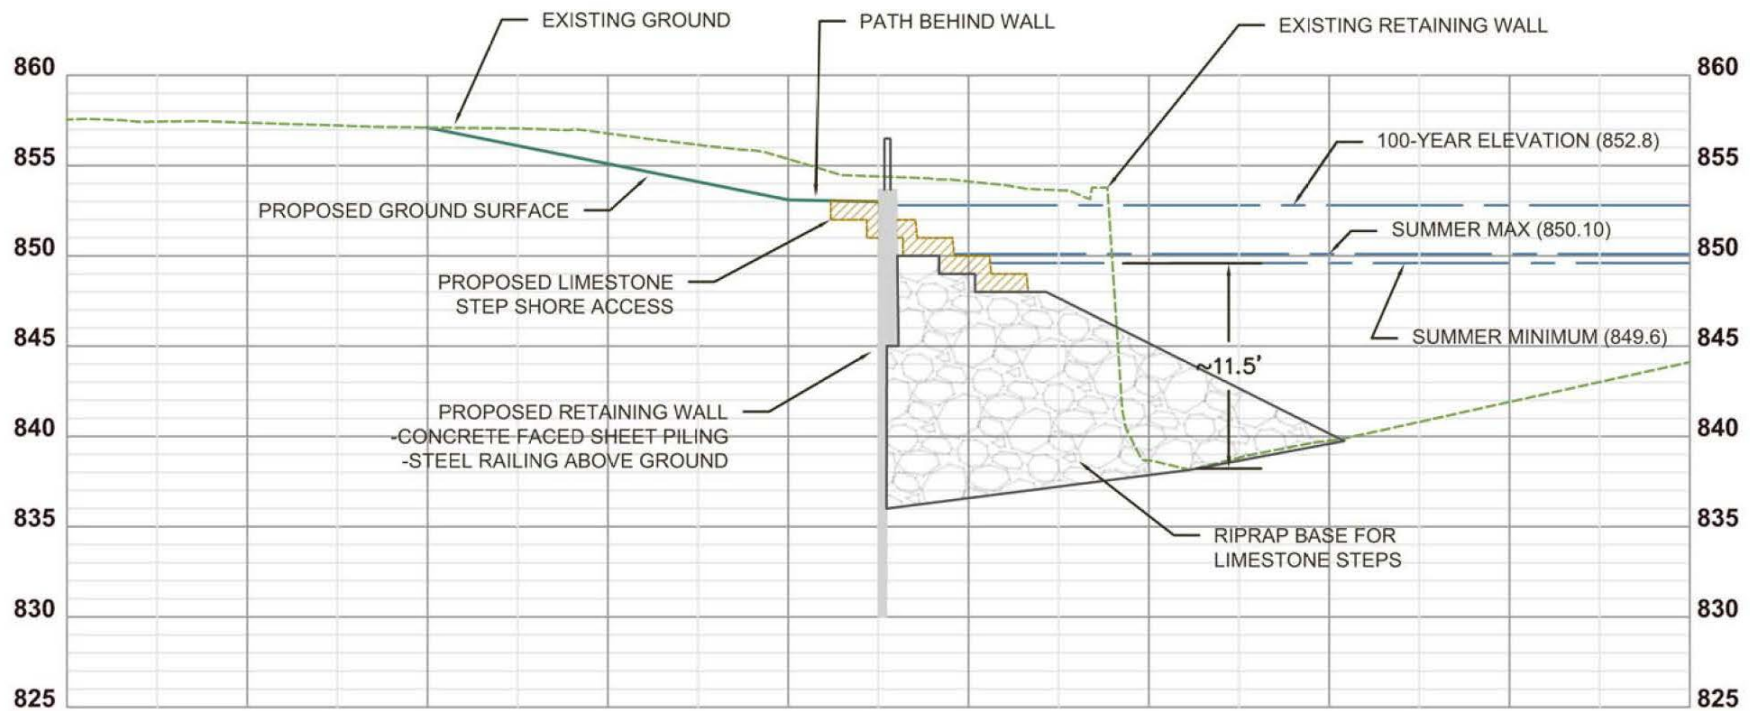 EXISTING GROUND
PATH BEHIND WALL
EXISTING RETAINING WALL
860
860
100-YEAR ELEVATION (852.8)
855
855
PROPOSED GROUND SURFACE
SUMMER MAX (850.10)
850
850
PROPOSED LIMESTONE
STEP SHORE ACCESS
SUMMER MINIMUM (849.6)
845
845
~11.5'
PROPOSED RETAINING WALL
-CONCRETE FACED SHEET PILING
-STEEL RAILING ABOVE GROUND
840
840
835
835
RIPRAP BASE FOR
LIMESTONE STEPS
830
830
825
825